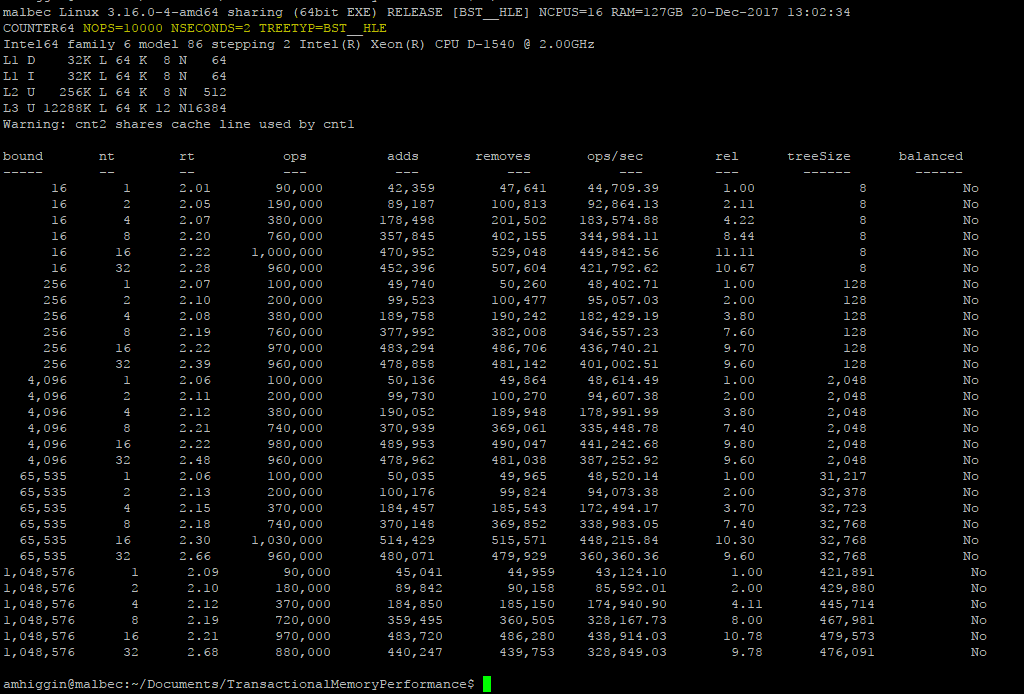 malbec Linux 3.16.0-4-amd64 sharing (64bit EXE) RELEASE [BST__HLE] NCPUS=16 RAM=127GB 20-Dec-2017 13:02:34
COUNTER64 NOPS=10000 NSECONDS=2 TREETYP=BST__HLE
Intel64 family 6 model 86 stepping 2 Intel(R) Xeon(R) CPU D-1540 @ 2.00GHz
L1 D    32K L 64 K  8 N   64
L1 I    32K L 64 K  8 N   64
L2 U   256K L 64 K  8 N  512
L3 U 12288K L 64 K 12 N16384
Warning: cnt2 shares cache line used by cnt1
bound nt rt ops adds removes ops/sec rel treeSize balanced
----- -- -- --- --- --- --- --- ------ ------
16 1 2.01 90,000 42,359 47,641 44,709.39 1.00 8 No
16 2 2.05 190,000 89,187 100,813 92,864.13 2.11 8 No
16 4 2.07 380,000 178,498 201,502 183,574.88 4.22 8 No
16 8 2.20 760,000 357,845 402,155 344,984.11 8.44 8 No
16 16 2.22 1,000,000 470,952 529,048 449,842.56 11.11 8 No
16 32 2.28 960,000 452,396 507,604 421,792.62 10.67 8 No
256 1 2.07 100,000 49,740 50,260 48,402.71 1.00 128 No
256 2 2.10 200,000 99,523 100,477 95,057.03 2.00 128 No
256 4 2.08 380,000 189,758 190,242 182,429.19 3.80 128 No
256 8 2.19 760,000 377,992 382,008 346,557.23 7.60 128 No
256 16 2.22 970,000 483,294 486,706 436,740.21 9.70 128 No
256 32 2.39 960,000 478,858 481,142 401,002.51 9.60 128 No
4,096 1 2.06 100,000 50,136 49,864 48,614.49 1.00 2,048 No
4,096 2 2.11 200,000 99,730 100,270 94,607.38 2.00 2,048 No
4,096 4 2.12 380,000 190,052 189,948 178,991.99 3.80 2,048 No
4,096 8 2.21 740,000 370,939 369,061 335,448.78 7.40 2,048 No
4,096 16 2.22 980,000 489,953 490,047 441,242.68 9.80 2,048 No
4,096 32 2.48 960,000 478,962 481,038 387,252.92 9.60 2,048 No
65,535 1 2.06 100,000 50,035 49,965 48,520.14 1.00 31,217 No
65,535 2 2.13 200,000 100,176 99,824 94,073.38 2.00 32,378 No
65,535 4 2.15 370,000 184,457 185,543 172,494.17 3.70 32,723 No
65,535 8 2.18 740,000 370,148 369,852 338,983.05 7.40 32,768 No
65,535 16 2.30 1,030,000 514,429 515,571 448,215.84 10.30 32,768 No
65,535 32 2.66 960,000 480,071 479,929 360,360.36 9.60 32,768 No
1,048,576 1 2.09 90,000 45,041 44,959 43,124.10 1.00 421,891 No
1,048,576 2 2.10 180,000 89,842 90,158 85,592.01 2.00 429,880 No
1,048,576 4 2.12 370,000 184,850 185,150 174,940.90 4.11 445,714 No
1,048,576 8 2.19 720,000 359,495 360,505 328,167.73 8.00 467,981 No
1,048,576 16 2.21 970,000 483,720 486,280 438,914.03 10.78 479,573 No
1,048,576 32 2.68 880,000 440,247 439,753 328,849.03 9.78 476,091 No
amhiggin@malbec:~/Documents/TransactionalMemoryPerformance$